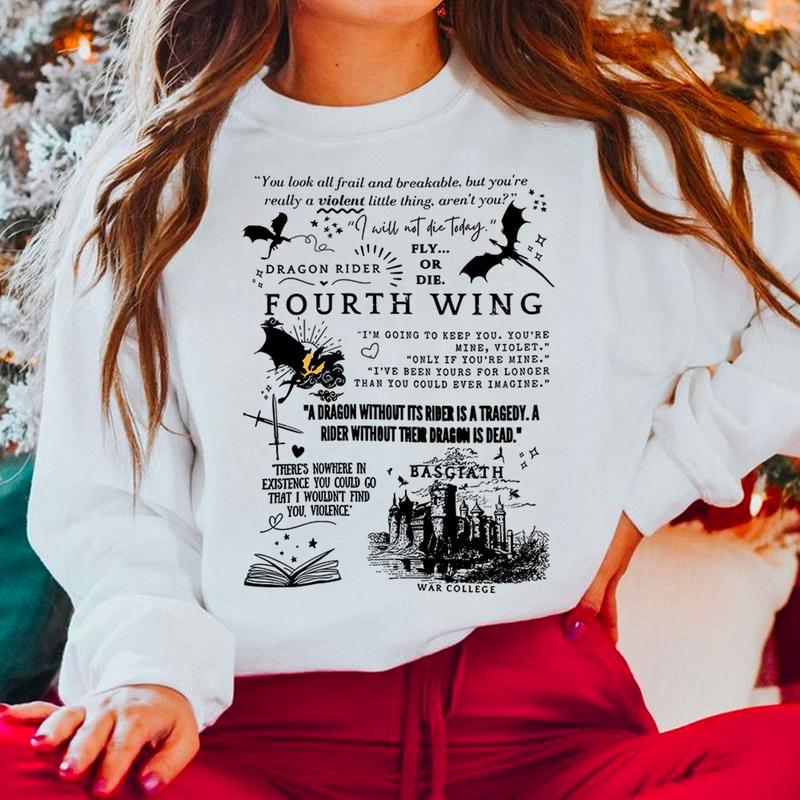 "You look all frail and breakable, but you're
really a violent little thing, aren't you?"
"I will not die today."
FLY...
OR
DIE.
DRAGON RIDER
FOURTH WING
"I'M GOING TO KEEP YOU. YOU'RE
MINE, VIOLET."
"ONLY IF YOU'RE MINE."
"I'VE BEEN YOURS FOR LONGER
THAN YOU COULD EVER IMAGINE."
"A DRAGON WITHOUT ITS RIDER IS A TRAGEDY. A
RIDER WITHOUT THEIR DRAGON IS DEAD."
"THERE'S NOWHERE IN
EXISTENCE YOU COULD GO
THAT I WOULDN'T FIND
YOU, VIOLENCE"
BASGIATH
WAR COLLEGE